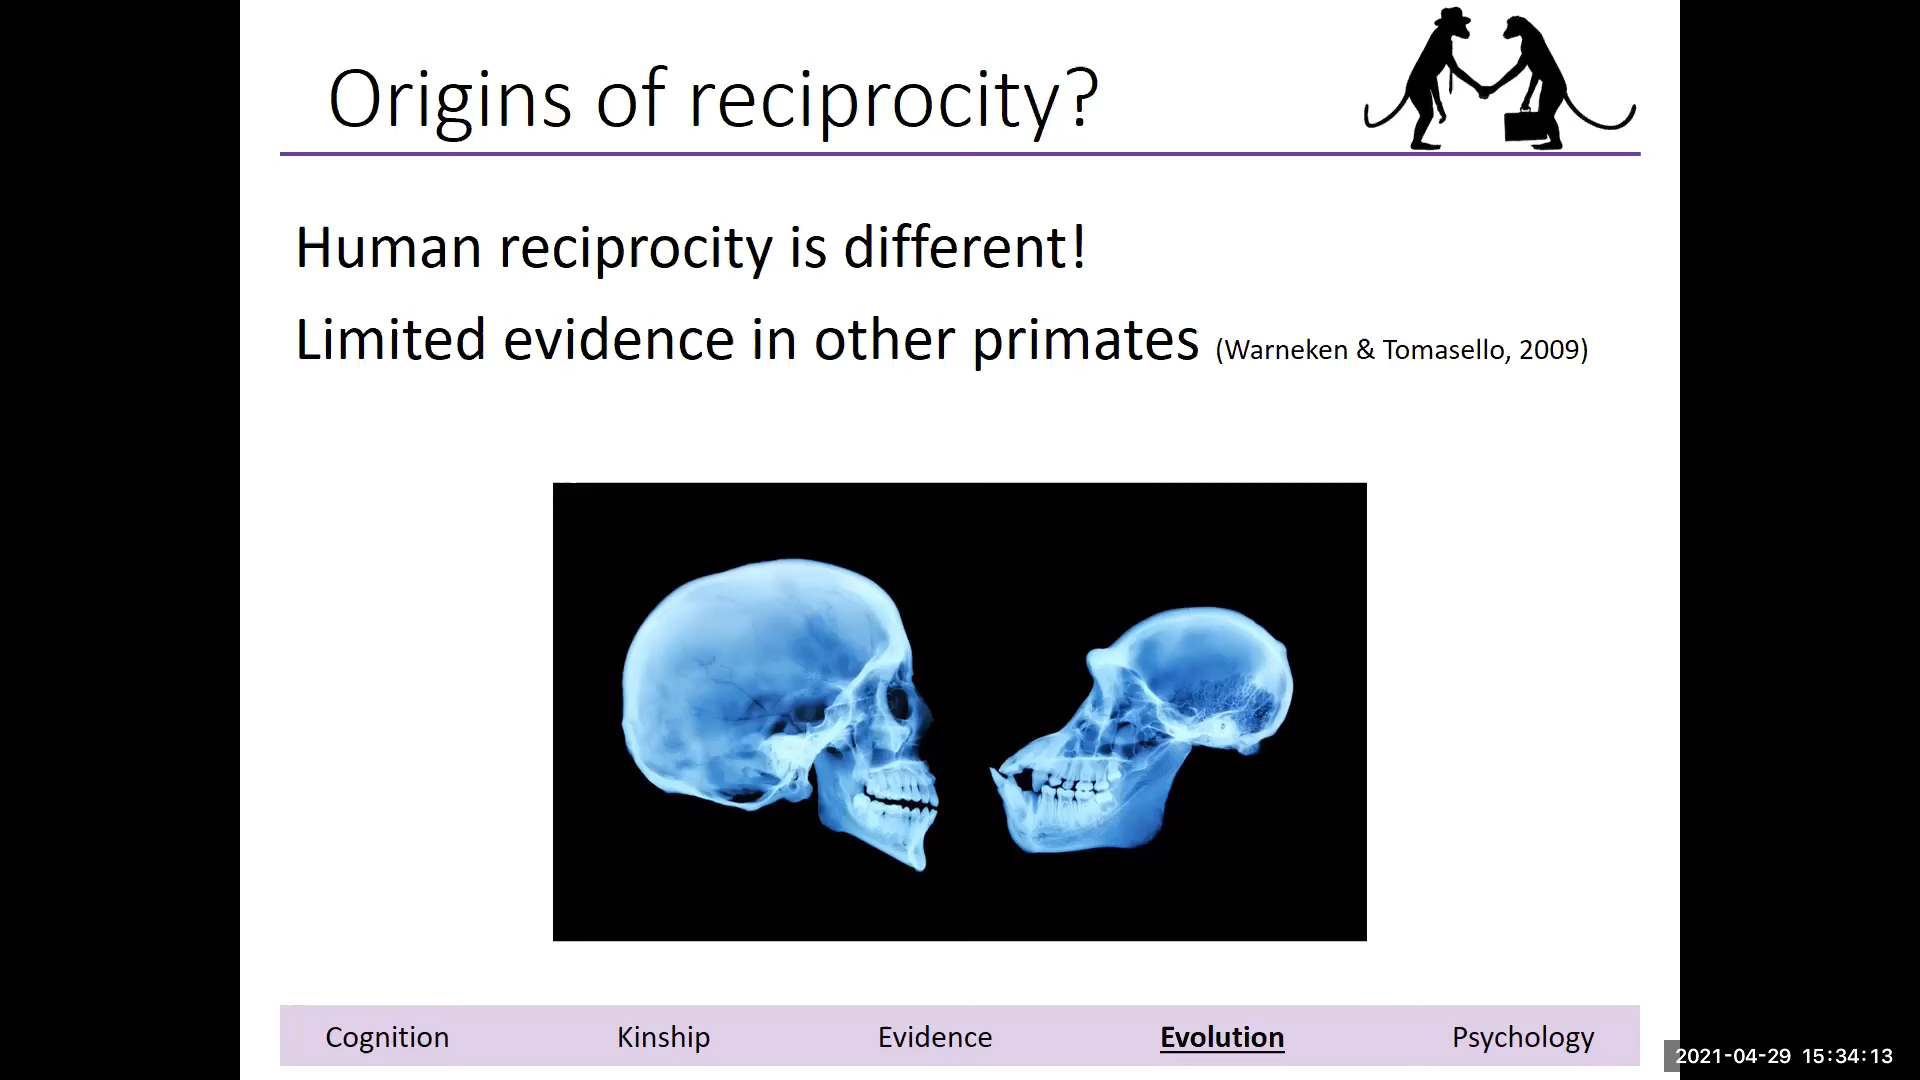 Origins of reciprocity?
Human reciprocity is different!
Limited evidence in other primates (Warneken & Tomasello, 2009)
Cognition Kinship Evidence Evolution Psychology
2021-04-29 15:34:13